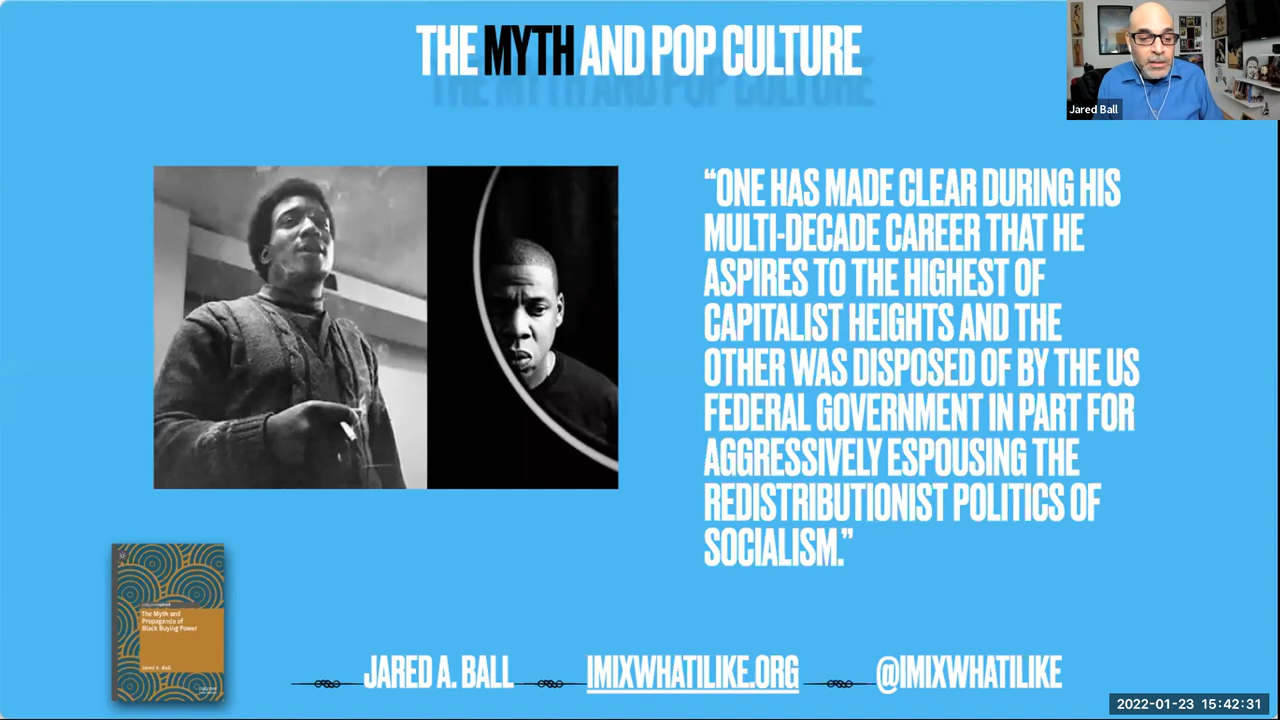 THE MYTH AND POP CULTURE
Jared Ball
“ONE HAS MADE CLEAR DURING HIS
MULTI-DECADE CAREER THAT HE
ASPIRES TO THE HIGHEST OF
CAPITALIST HEIGHTS AND THE
OTHER WAS DISPOSED OF BY THE US
FEDERAL GOVERNMENT IN PART FOR
AGGRESSIVELY ESPOUSING THE
REDISTRIBUTIONIST POLITICS OF
SOCIALISM.”
The Myth and
Propaganda of
Black Buying Power
Jared A. Ball
JARED A. BALL IMIXWHATILIKE.ORG @IMIXWHATILIKE
2022-01-23 15:42:31